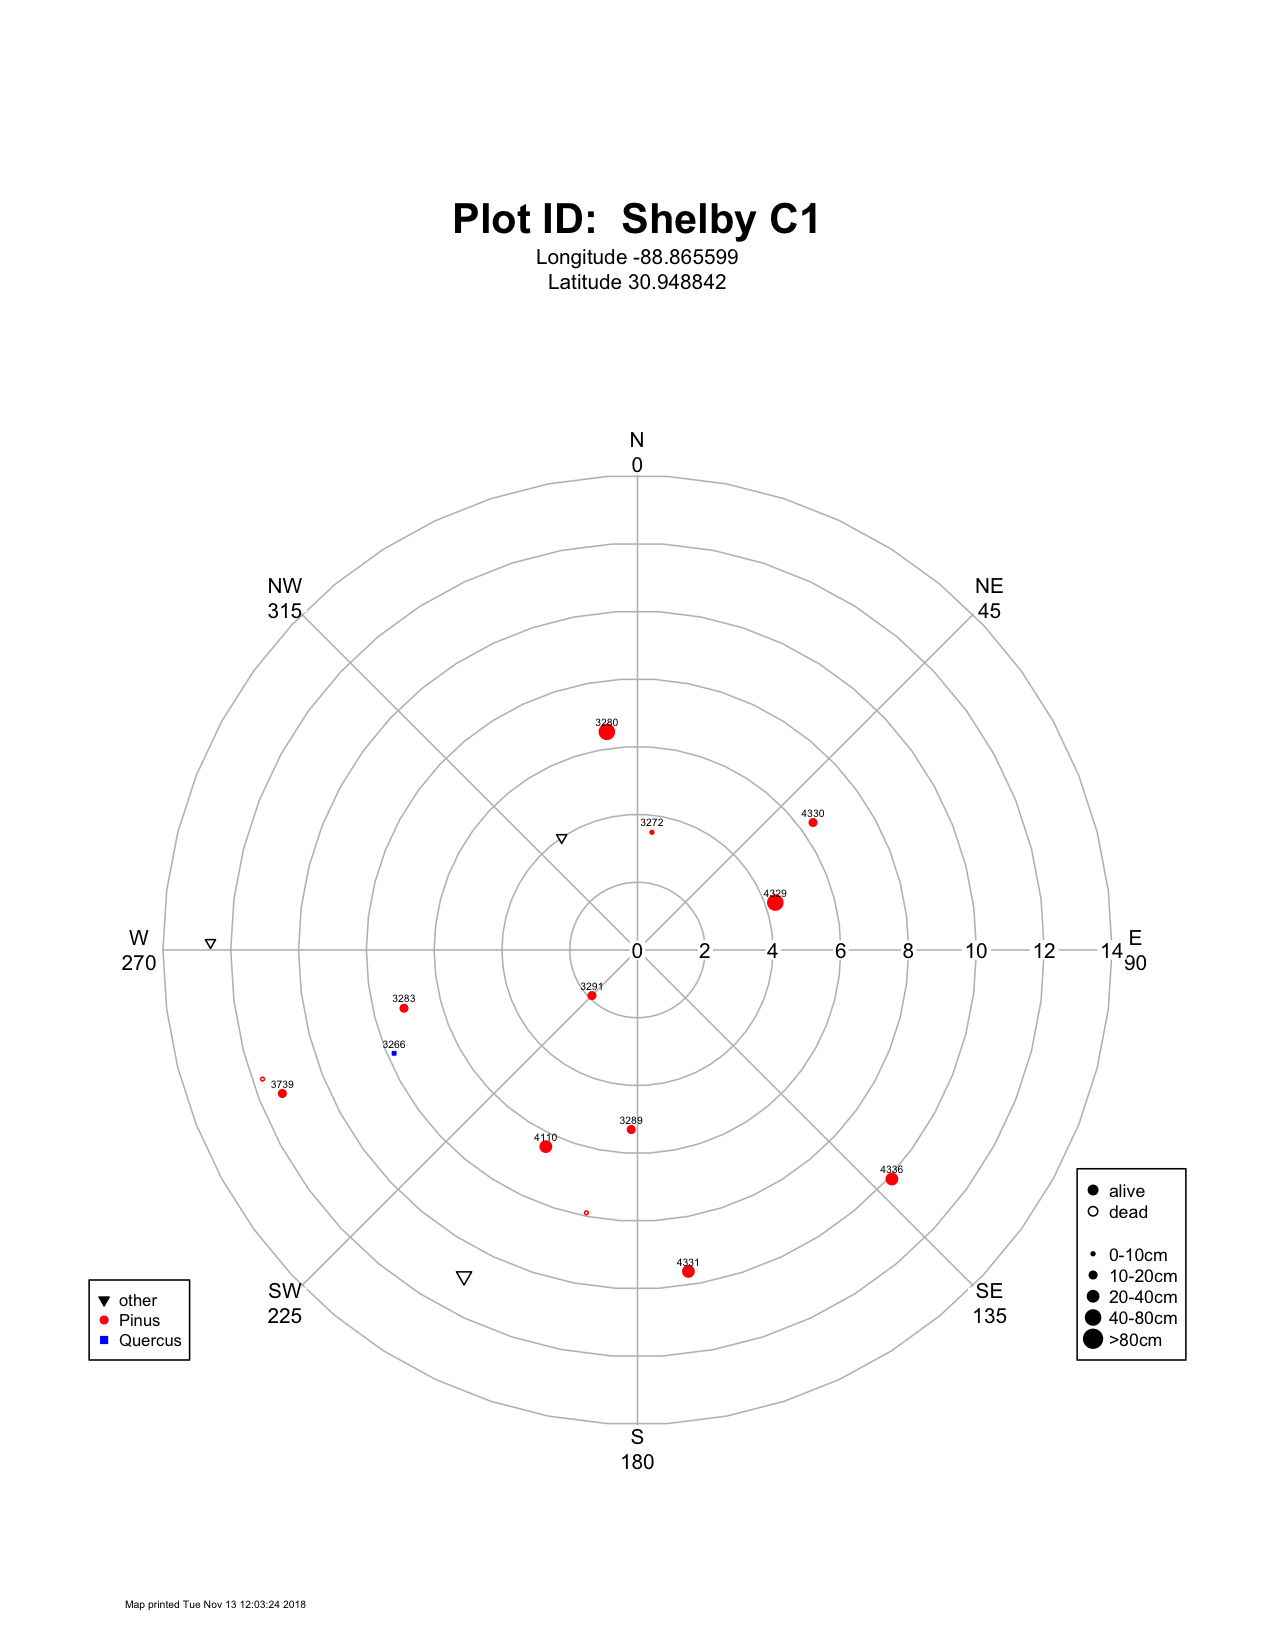 Plot ID:  Shelby C1
Longitude -88.865599
Latitude 30.948842
N
0
NW
315
NE
45
3280
3272
4330
4329
W
270
0 2 4 6 8 10 12 14
E
90
3291
3283
3266
3739
3289
4110
4336
4331
SW
225
SE
135
S
180
other
Pinus
Quercus
alive
dead
0-10cm
10-20cm
20-40cm
40-80cm
>80cm
Map printed Tue Nov 13 12:03:24 2018